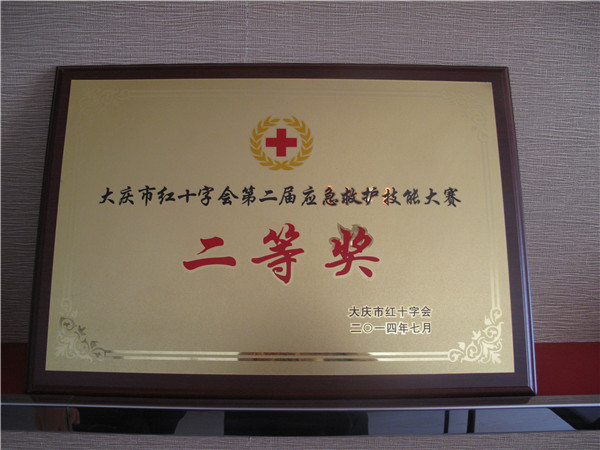 大庆市红十字会第二届应急救护技能大赛
二等奖
大庆市红十字会
二〇一四年七月